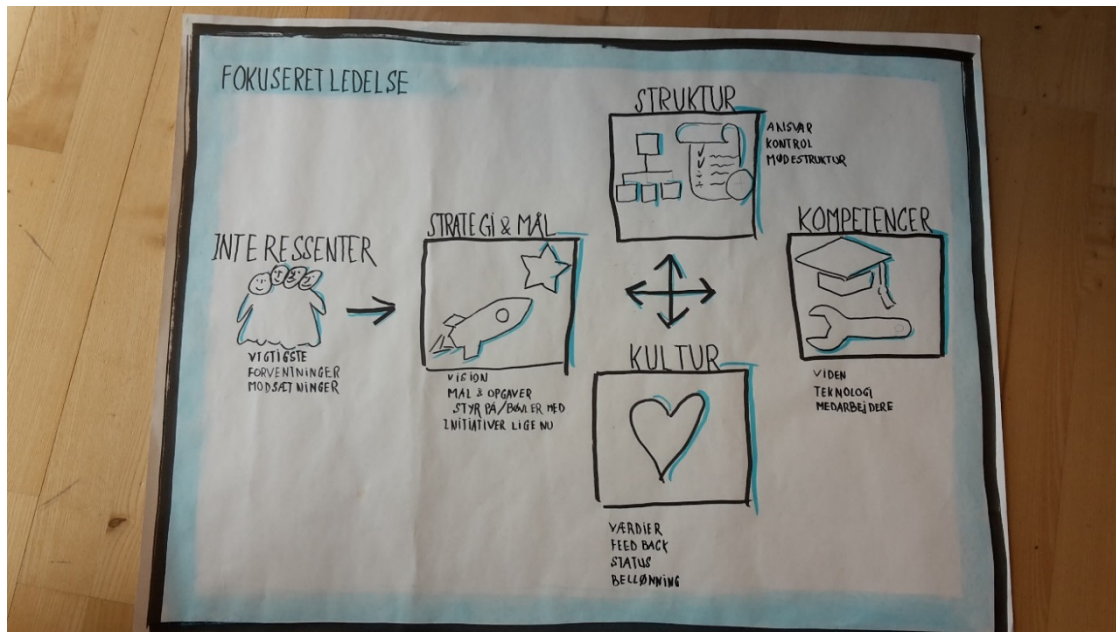 FOKUSERET LEDELSE
INTERESSENTER
VIGTIGSTE
FORVENTNINGER
MODSÆTNINGER
STRATEGI & MÅL
VISION
MÅL & OPGAVER
STYR PÅ/BØVLER MED
INITIATIVER LIGE NU
STRUKTUR
ANSVAR
KONTROL
MØDESTRUKTUR
KULTUR
VÆRDIER
FEED BACK
STATUS
BELLØNNING
KOMPETENCER
VIDEN
TEKNOLOGI
MEDARBEJDERE